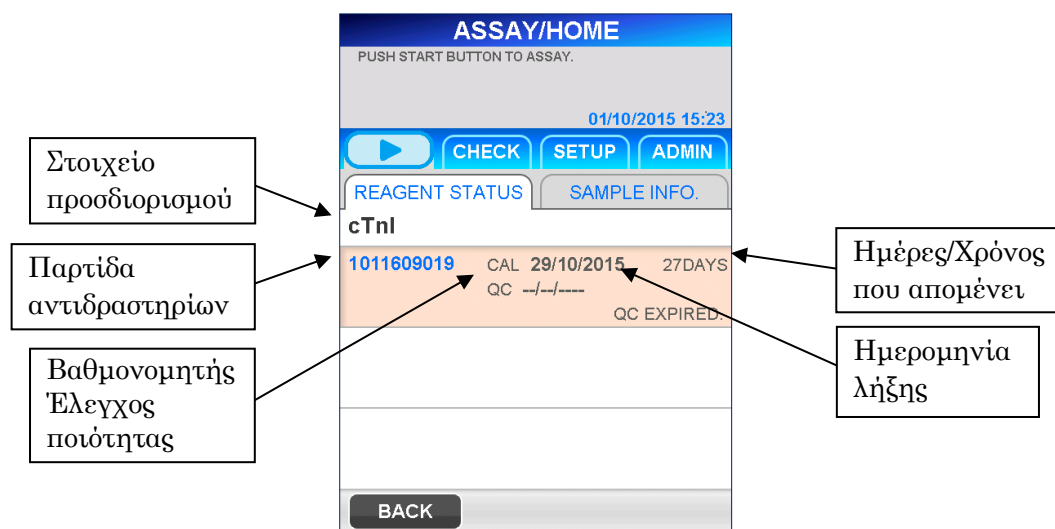 ASSAY/HOME
PUSH START BUTTON TO ASSAY.
01/10/2015 15:23
CHECK SETUP ADMIN
REAGENT STATUS SAMPLE INFO.
cTnI
1011609019 CAL 29/10/2015 27DAYS
QC --/--/----
QC EXPIRED.
BACK
Στοιχείο
προσδιορισμού
Παρτίδα
αντιδραστηρίων
Βαθμονομητής
Έλεγχος
ποιότητας
Ημέρες/Χρόνος
που απομένει
Ημερομηνία
λήξης